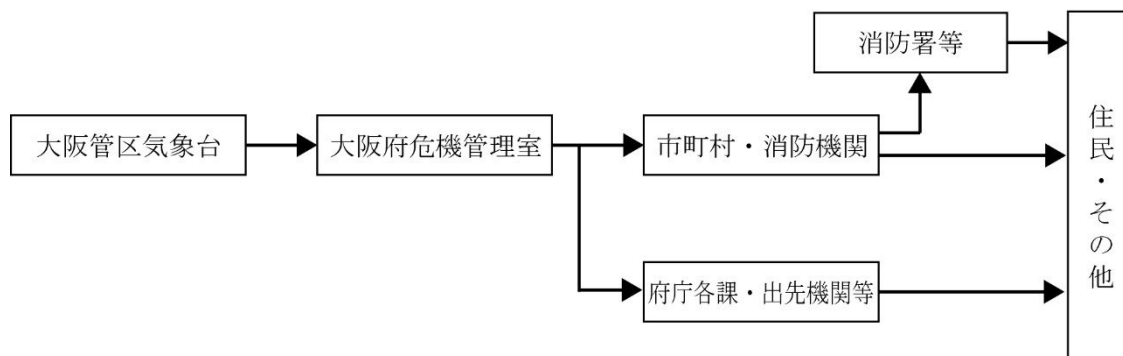 消防署等
大阪管区気象台
大阪府危機管理室
市町村・消防機関
府庁各課・出先機関等
住民・その他